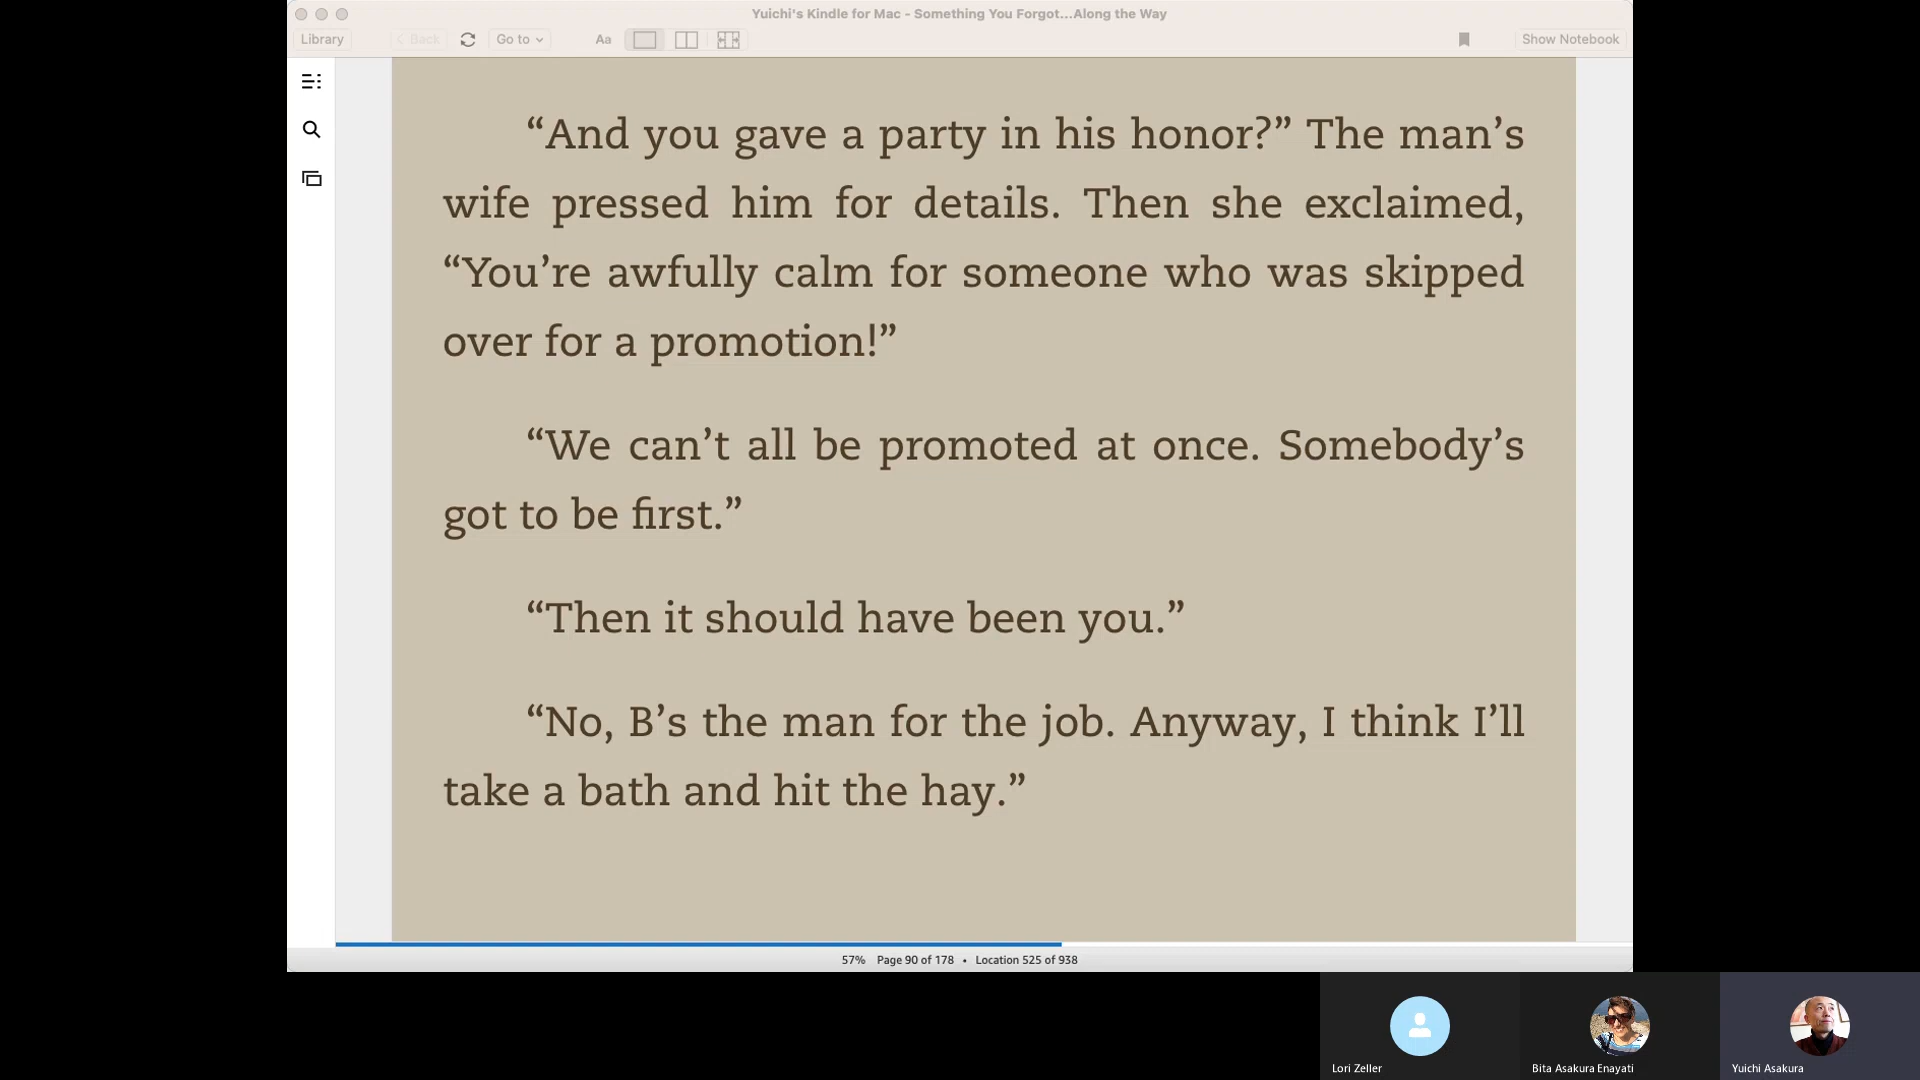 Yuichi's Kindle for Mac - Something You Forgot...Along the Way
Library
Back
Go to
Aa
Show Notebook
“And you gave a party in his honor?” The man’s
wife pressed him for details. Then she exclaimed,
“You’re awfully calm for someone who was skipped
over for a promotion!”
“We can’t all be promoted at once. Somebody’s
got to be first.”
“Then it should have been you.”
“No, B’s the man for the job. Anyway, I think I’ll
take a bath and hit the hay.”
57% Page 90 of 178 • Location 525 of 938
Lori Zeller
Bita Asakura Enayati
Yuichi Asakura